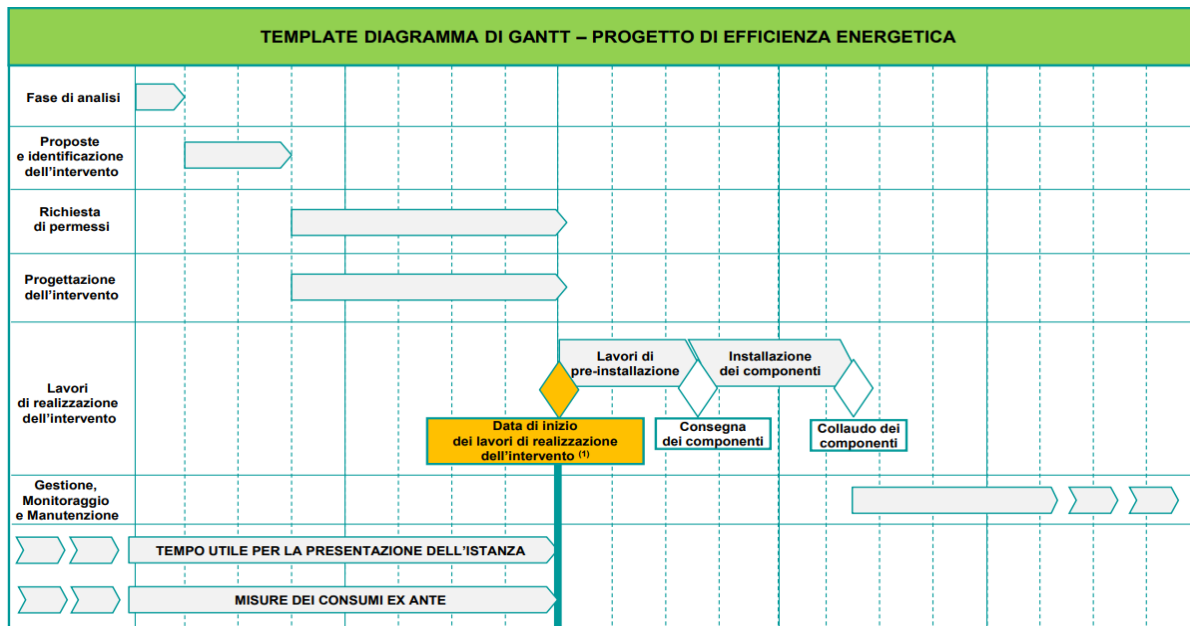 TEMPLATE DIAGRAMMA DI GANTT – PROGETTO DI EFFICIENZA ENERGETICA
Fase di analisi
Proposte
e identificazione
dell’intervento
Richiesta
di permessi
Progettazione
dell’intervento
Lavori
di realizzazione
dell’intervento
Lavori di
pre-installazione
Installazione
dei componenti
Data di inizio
dei lavori di realizzazione
dell’intervento (1)
Consegna
dei componenti
Collaudo dei
componenti
Gestione,
Monitoraggio
e Manutenzione
TEMPO UTILE PER LA PRESENTAZIONE DELL’ISTANZA
MISURE DEI CONSUMI EX ANTE